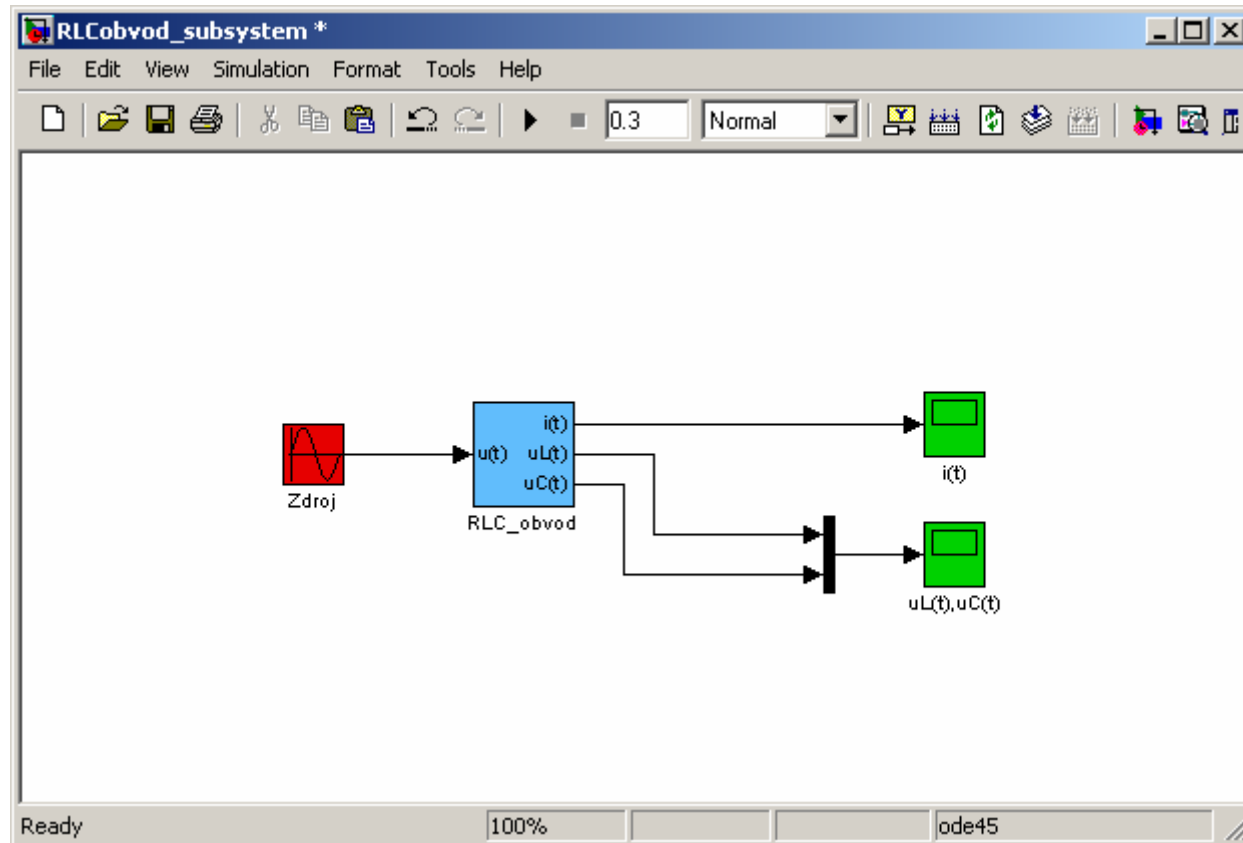 RLCobvod_subsystem *
File Edit View Simulation Format Tools Help
0.3 Normal
i(t)
u(t) uL(t)
uC(t)
Zdroj
RLC_obvod
i(t)
uL(t),uC(t)
Ready 100% ode45